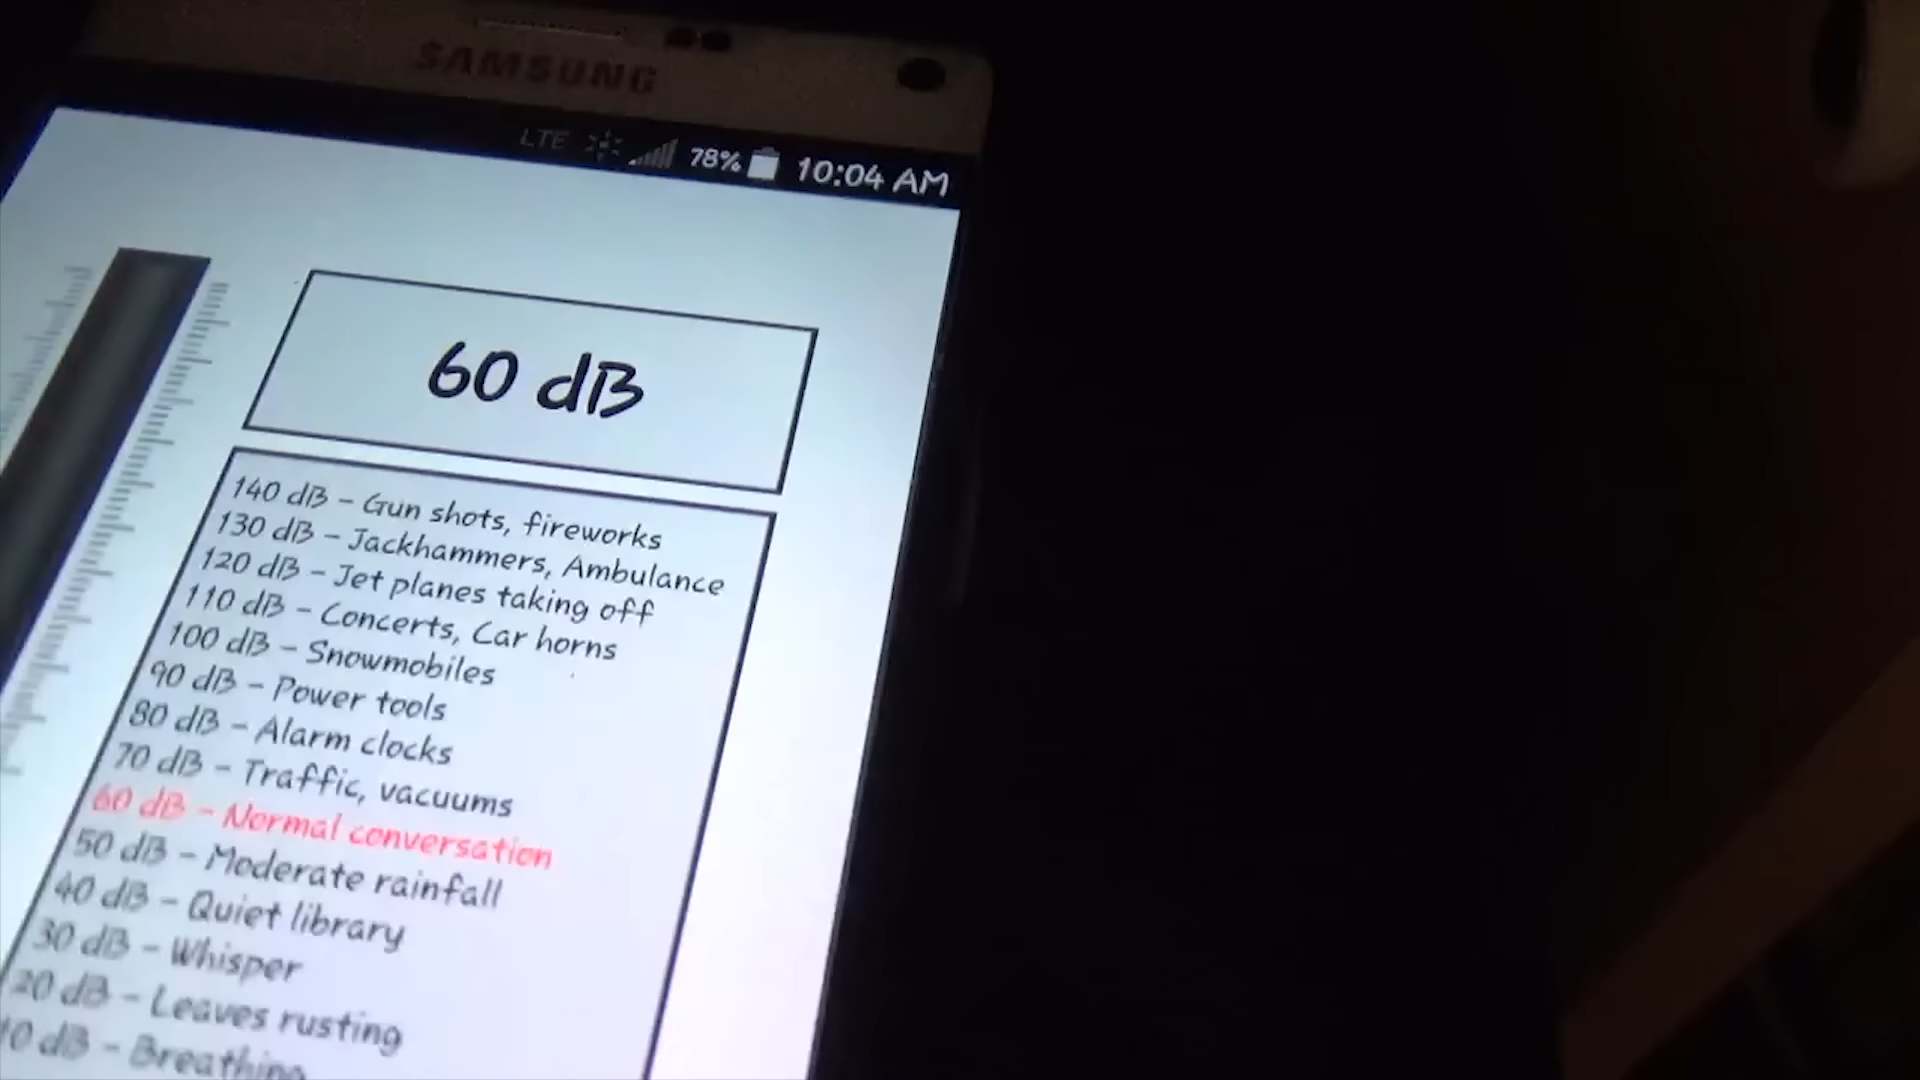 SAMSUNG
LTE 78% 10:04 AM
60 dB
140 dB - Gun shots, fireworks
130 dB - Jackhammers, Ambulance
120 dB - Jet planes taking off
110 dB - Concerts, Car horns
100 dB - Snowmobiles
90 dB - Power tools
80 dB - Alarm clocks
70 dB - Traffic, vacuums
60 dB - Normal conversation
50 dB - Moderate rainfall
40 dB - Quiet library
30 dB - Whisper
20 dB - Leaves rusting
10 dB - Breathing